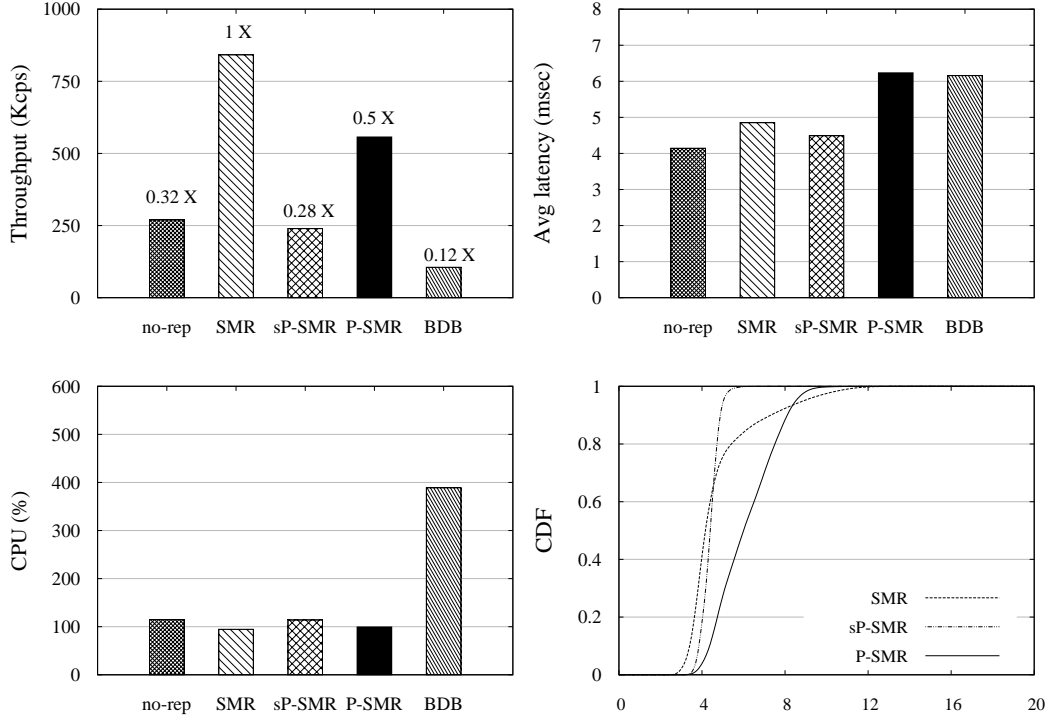 Throughput (Kcps)
1000
750
500
250
0
0.32 X
1 X
0.28 X
0.5 X
0.12 X
no-rep SMR sP-SMR P-SMR BDB
Avg latency (msec)
8
7
6
5
4
3
2
1
0
no-rep SMR sP-SMR P-SMR BDB
CPU (%)
600
500
400
300
200
100
0
no-rep SMR sP-SMR P-SMR BDB
CDF
1
0.8
0.6
0.4
0.2
0
SMR
sP-SMR
P-SMR
0 4 8 12 16 20